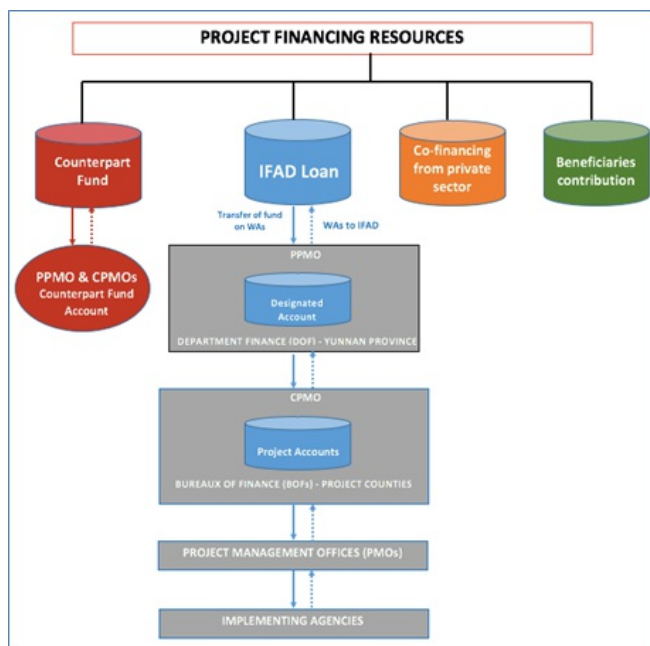 PROJECT FINANCING RESOURCES
Counterpart
Fund
IFAD Loan
Co-financing
from private
sector
Beneficiaries
contribution
Transfer of fund
on WAs
WAs to IFAD
PPMO & CPMOs
Counterpart Fund
Account
PPMO
Designated
Account
DEPARTMENT FINANCE (DOF) - YUNNAN PROVINCE
CPMO
Project Accounts
BUREAUX OF FINANCE (BOFs) - PROJECT COUNTIES
PROJECT MANAGEMENT OFFICES (PMOs)
IMPLEMENTING AGENCIES